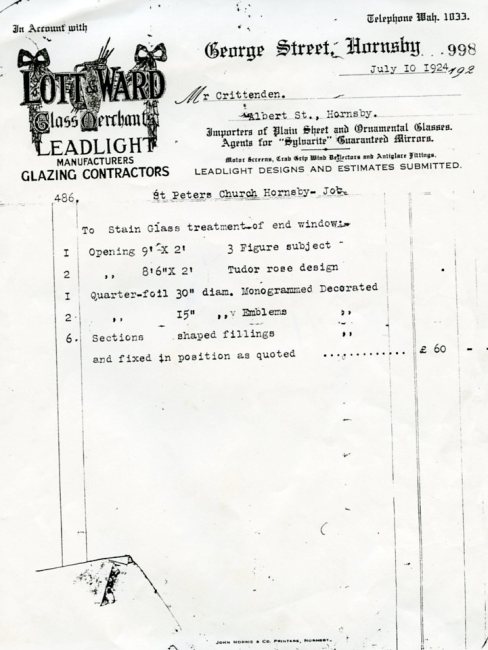 In Account with
Telephone Wah. 1033.
LOTT & WARD
Glass Merchants
LEADLIGHT
MANUFACTURERS
GLAZING CONTRACTORS
George Street, Hornsby ...998
July 10 1924 192
Mr Crittenden.
Albert St., Hornsby.
Importers of Plain Sheet and Ornamental Glasses.
Agents for "Sylvarite" Guaranteed Mirrors.
Motor Screens, Crab Grip Wind Deflectors and Antiglare Fittings.
LEADLIGHT DESIGNS AND ESTIMATES SUBMITTED.
486. St Peters Church Hornsby- Job.
To Stain Glass treatment of end window.
I Opening 9' X 2' 3 Figure subject
2 ,, 8'6"X 2' Tudor rose design
I Quarter-foil 30" diam. Monogrammed Decorated
2 ,, 15" ,,v Emblems ,,
6. Sections shaped fillings ,,
and fixed in position as quoted ............ £ 60 - -
JOHN MORRIS & CO. PRINTERS, HORNSBY.